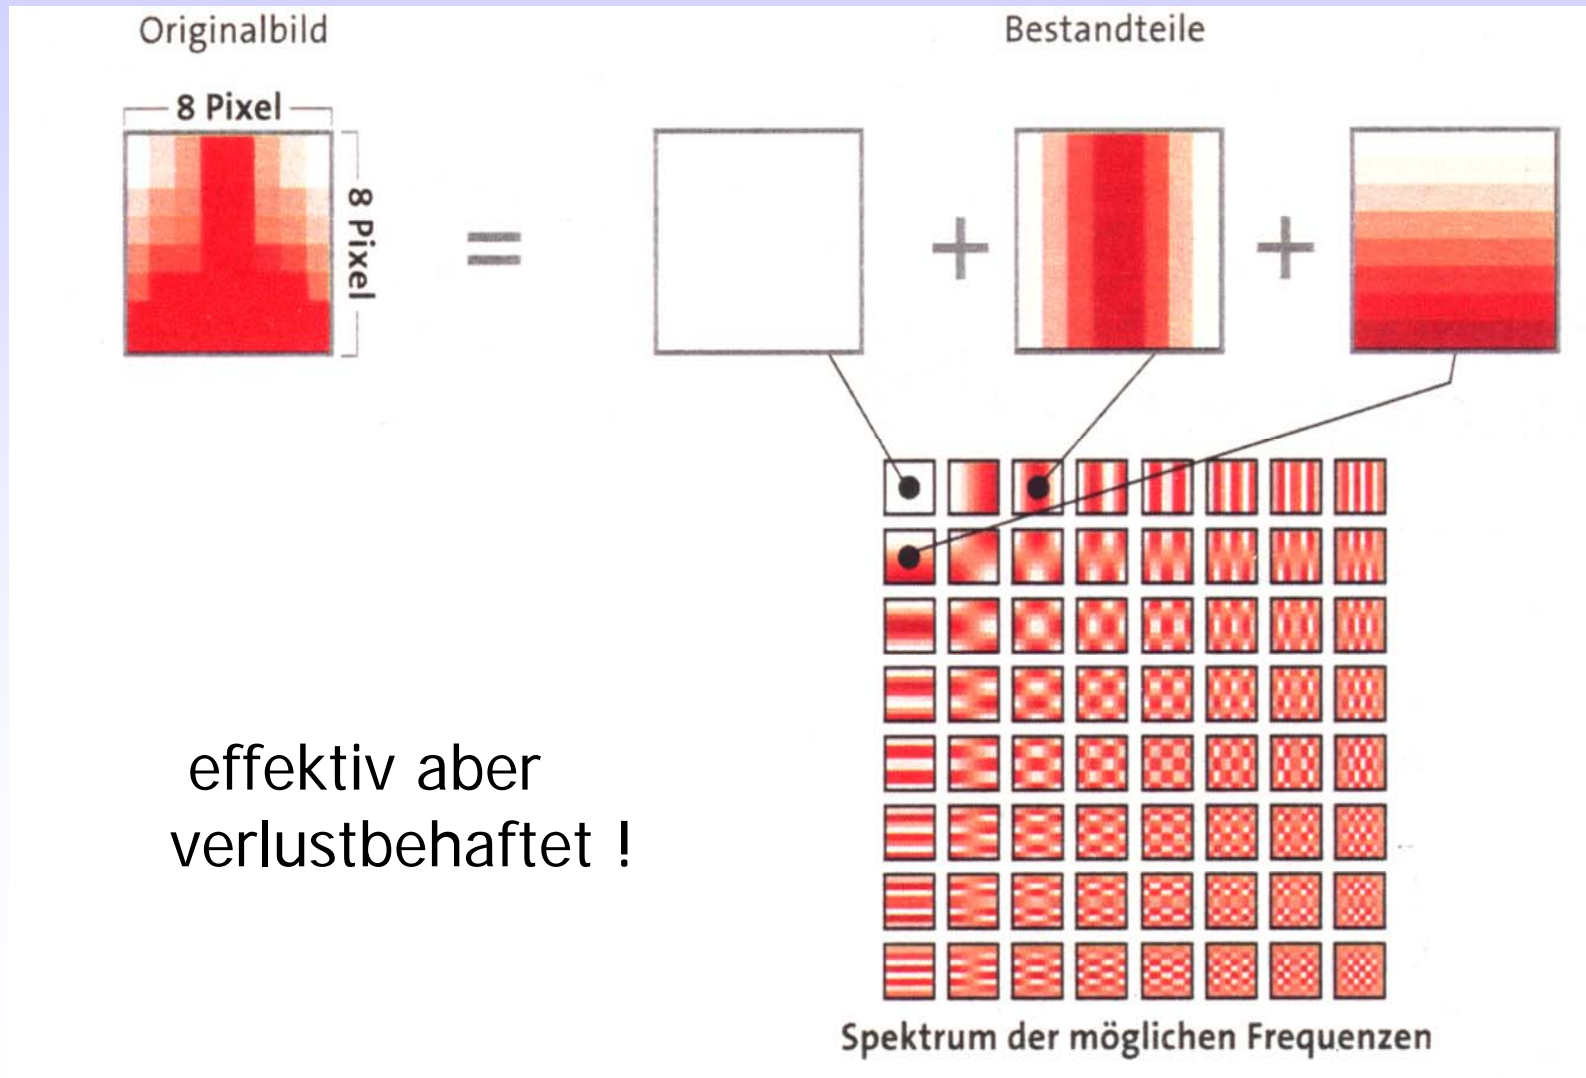 Originalbild
Bestandteile
8 Pixel
8 Pixel
=
+
+
effektiv aber
verlustbehaftet !
Spektrum der möglichen Frequenzen